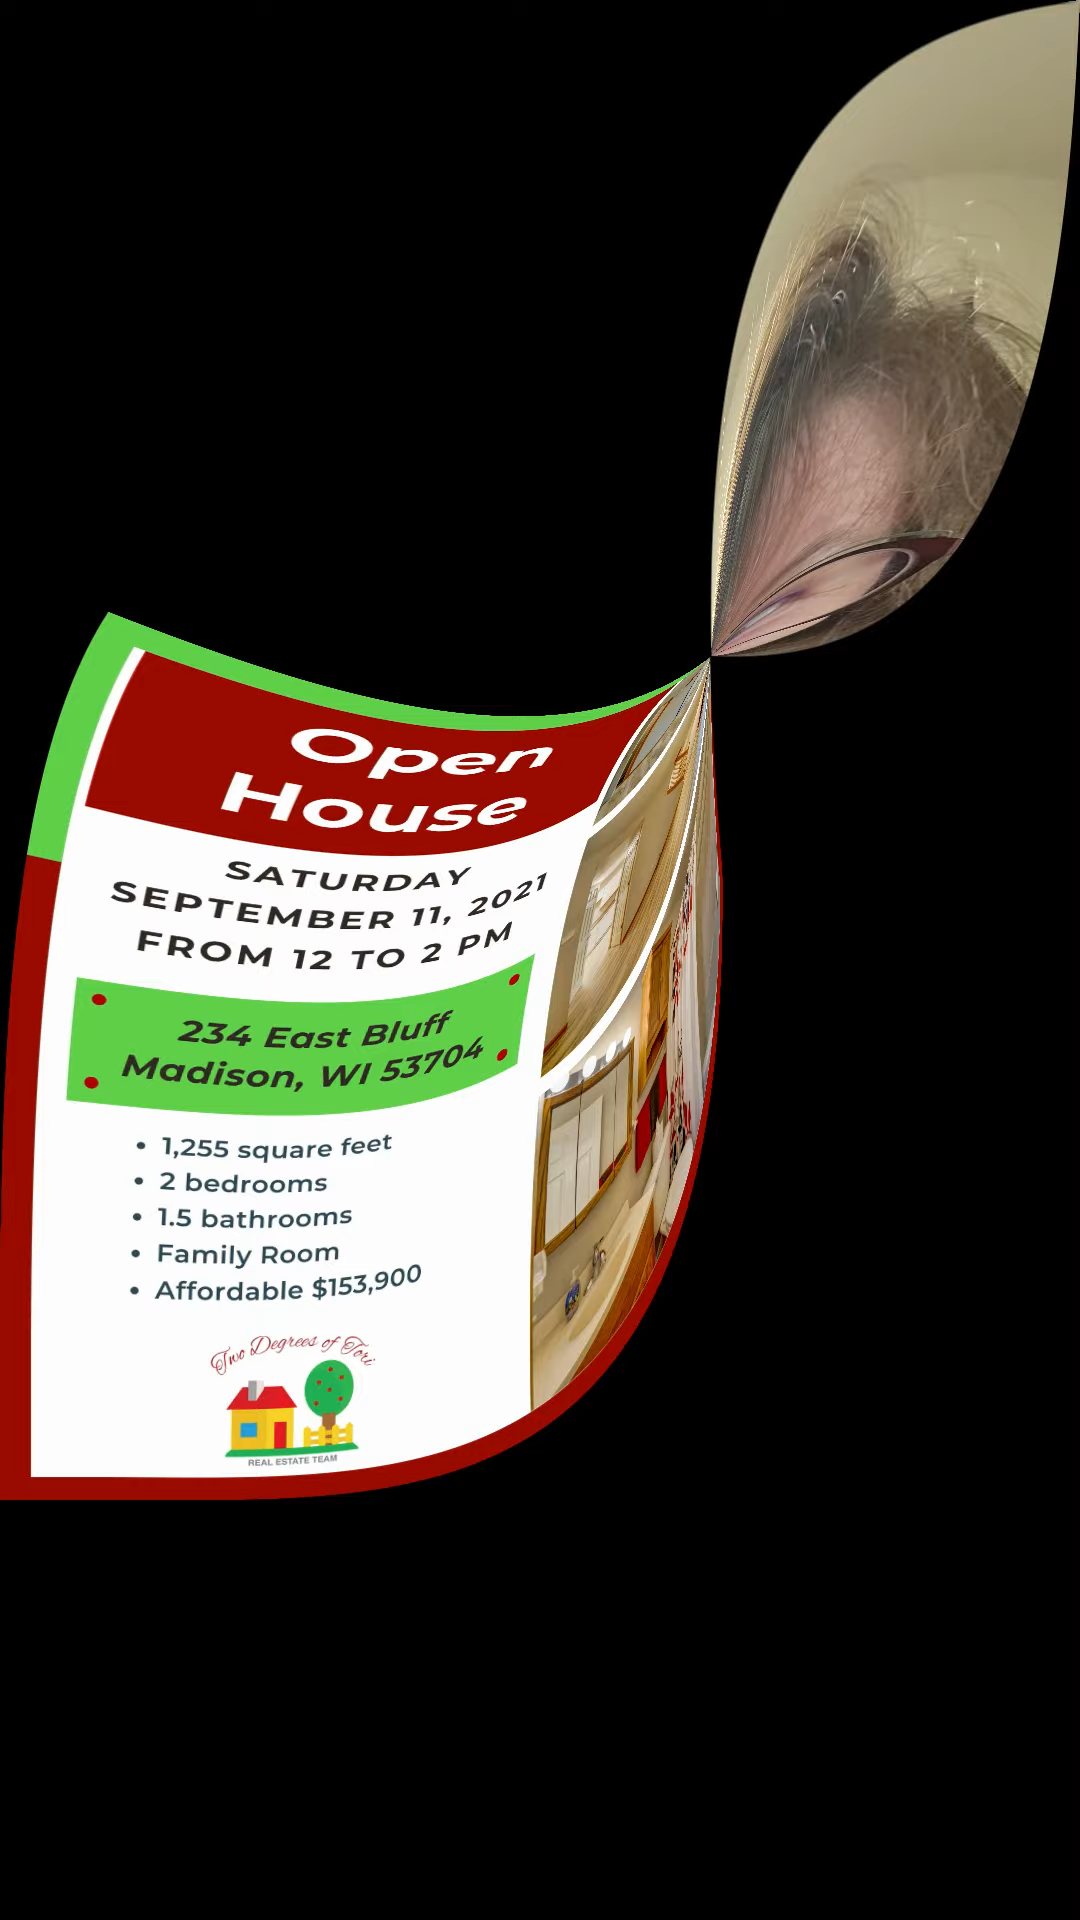 Open
House
SATURDAY
SEPTEMBER 11, 2021
FROM 12 TO 2 PM
234 East Bluff
Madison, WI 53704
• 1,255 square feet
• 2 bedrooms
• 1.5 bathrooms
• Family Room
• Affordable $153,900
Two Degrees of Tori
REAL ESTATE TEAM